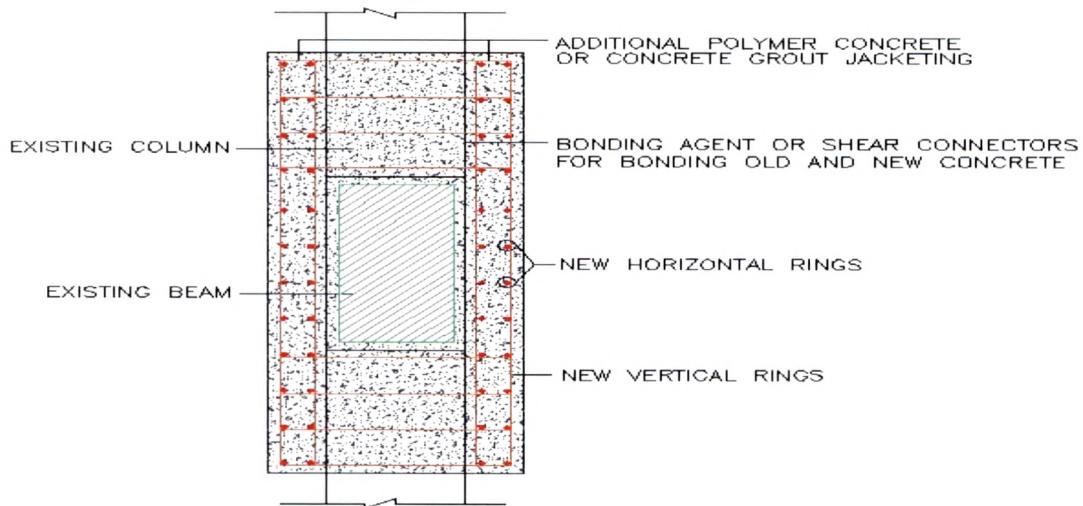 ADDITIONAL POLYMER CONCRETE
OR CONCRETE GROUT JACKETING
EXISTING COLUMN
BONDING AGENT OR SHEAR CONNECTORS
FOR BONDING OLD AND NEW CONCRETE
NEW HORIZONTAL RINGS
EXISTING BEAM
NEW VERTICAL RINGS